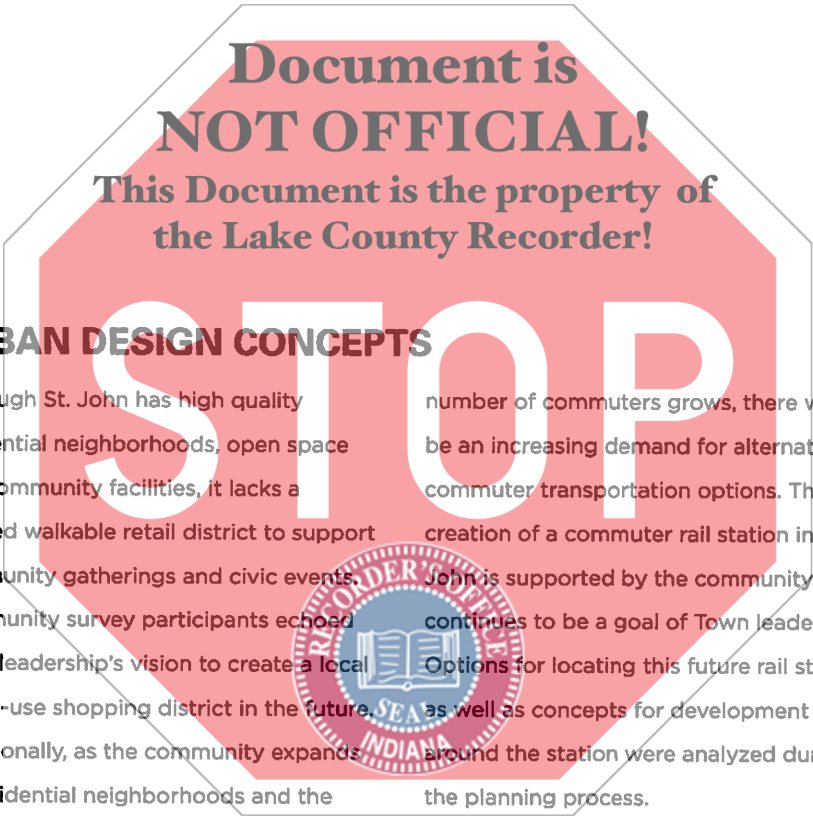 Document is
NOT OFFICIAL!
This Document is the property of
the Lake County Recorder!
STOP
BAN DESIGN CONCEPTS
ugh St. John has high quality
ntial neighborhoods, open space
ommunity facilities, it lacks a
d walkable retail district to support
unity gatherings and civic events.
unity survey participants echoed
leadership's vision to create a local
-use shopping district in the future.
onally, as the community expands
idential neighborhoods and the
number of commuters grows, there w
be an increasing demand for alternat
commuter transportation options. Th
creation of a commuter rail station in
John is supported by the community
continues to be a goal of Town leade
Options for locating this future rail st
as well as concepts for development
around the station were analyzed du
the planning process.
RECORDER'S OFFICE
SEAL
INDIANA